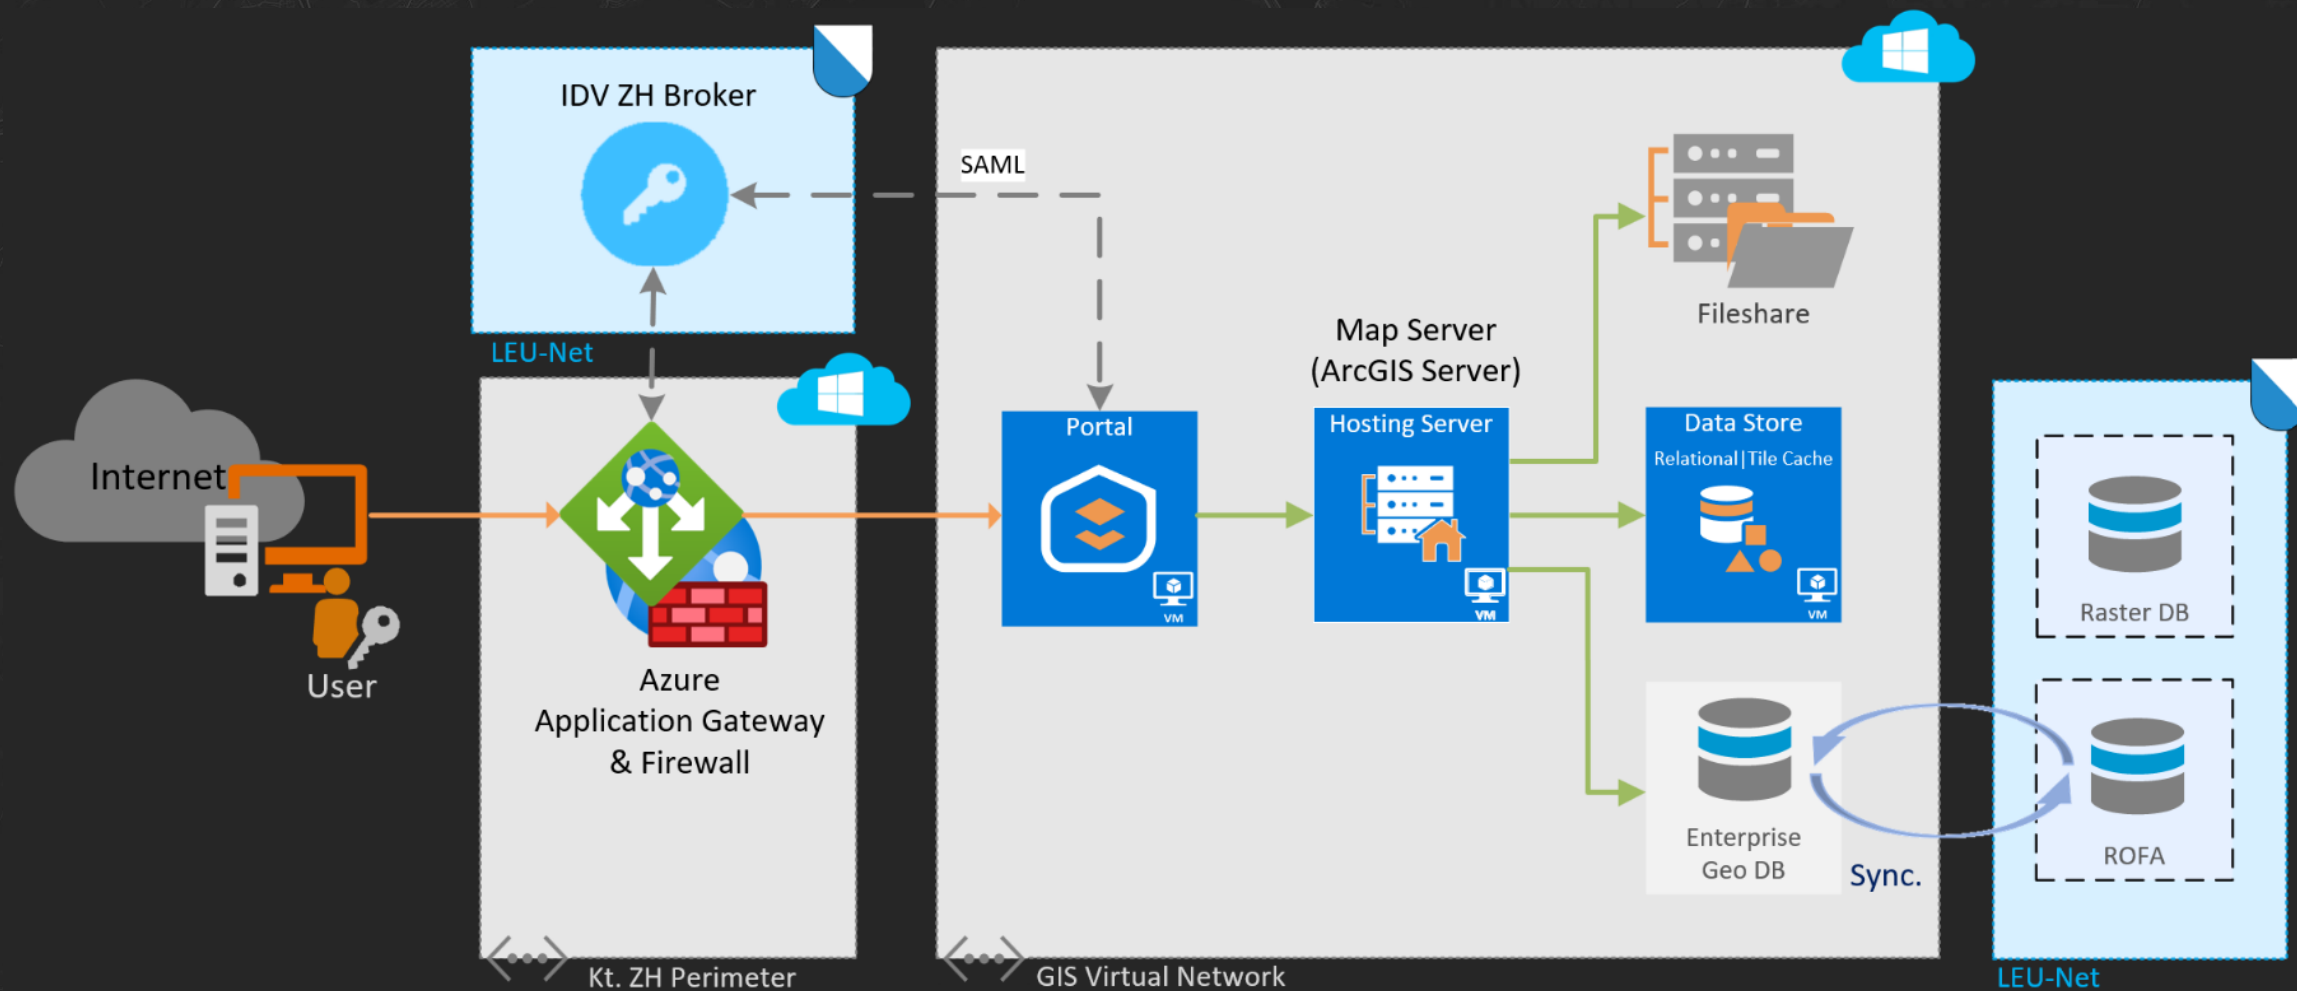 IDV ZH Broker
LEU-Net
SAML
Internet
User
Azure
Application Gateway
& Firewall
Kt. ZH Perimeter
Portal
VM
Map Server
(ArcGIS Server)
Hosting Server
VM
Fileshare
Data Store
Relational|Tile Cache
VM
Enterprise
Geo DB
Sync.
GIS Virtual Network
Raster DB
ROFA
LEU-Net